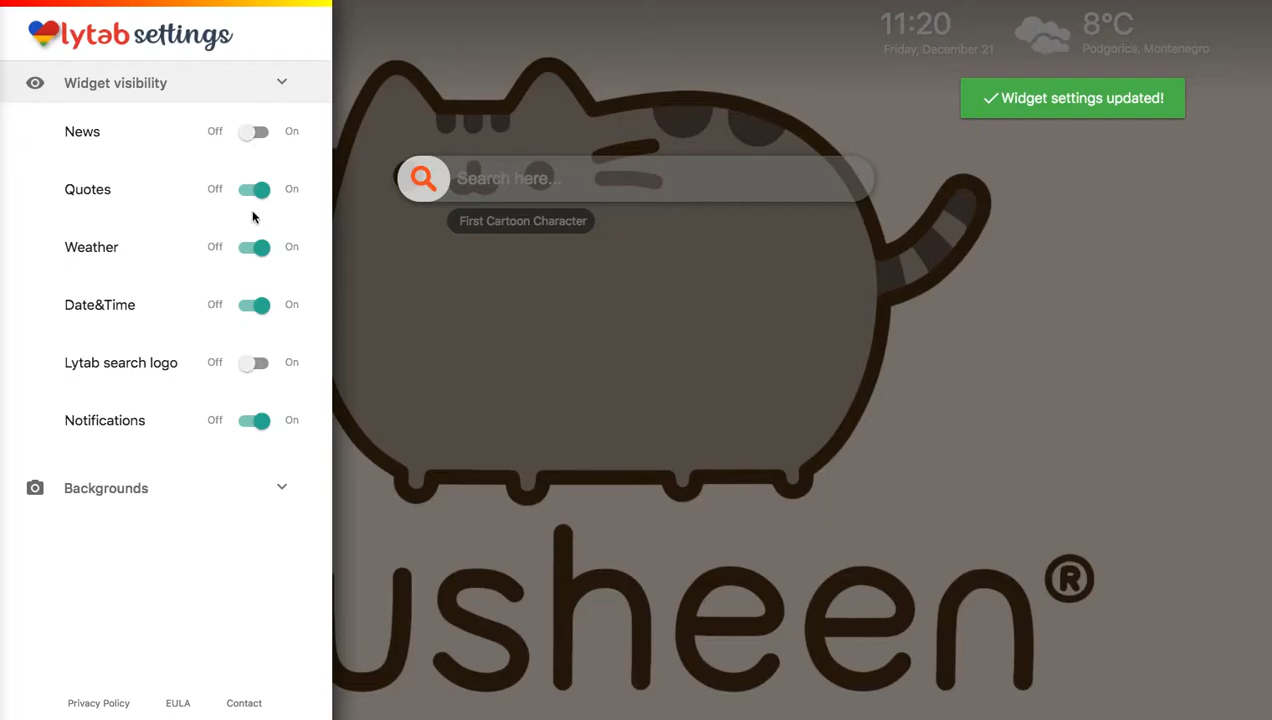 lytab settings
Widget visibility
News Off On
Quotes Off On
Weather Off On
Date&Time Off On
Lytab search logo Off On
Notifications Off On
Backgrounds
Privacy Policy EULA Contact
11:20
Friday, December 21
8°C
Podgorica, Montenegro
Widget settings updated!
Search here...
First Cartoon Character
usheen®